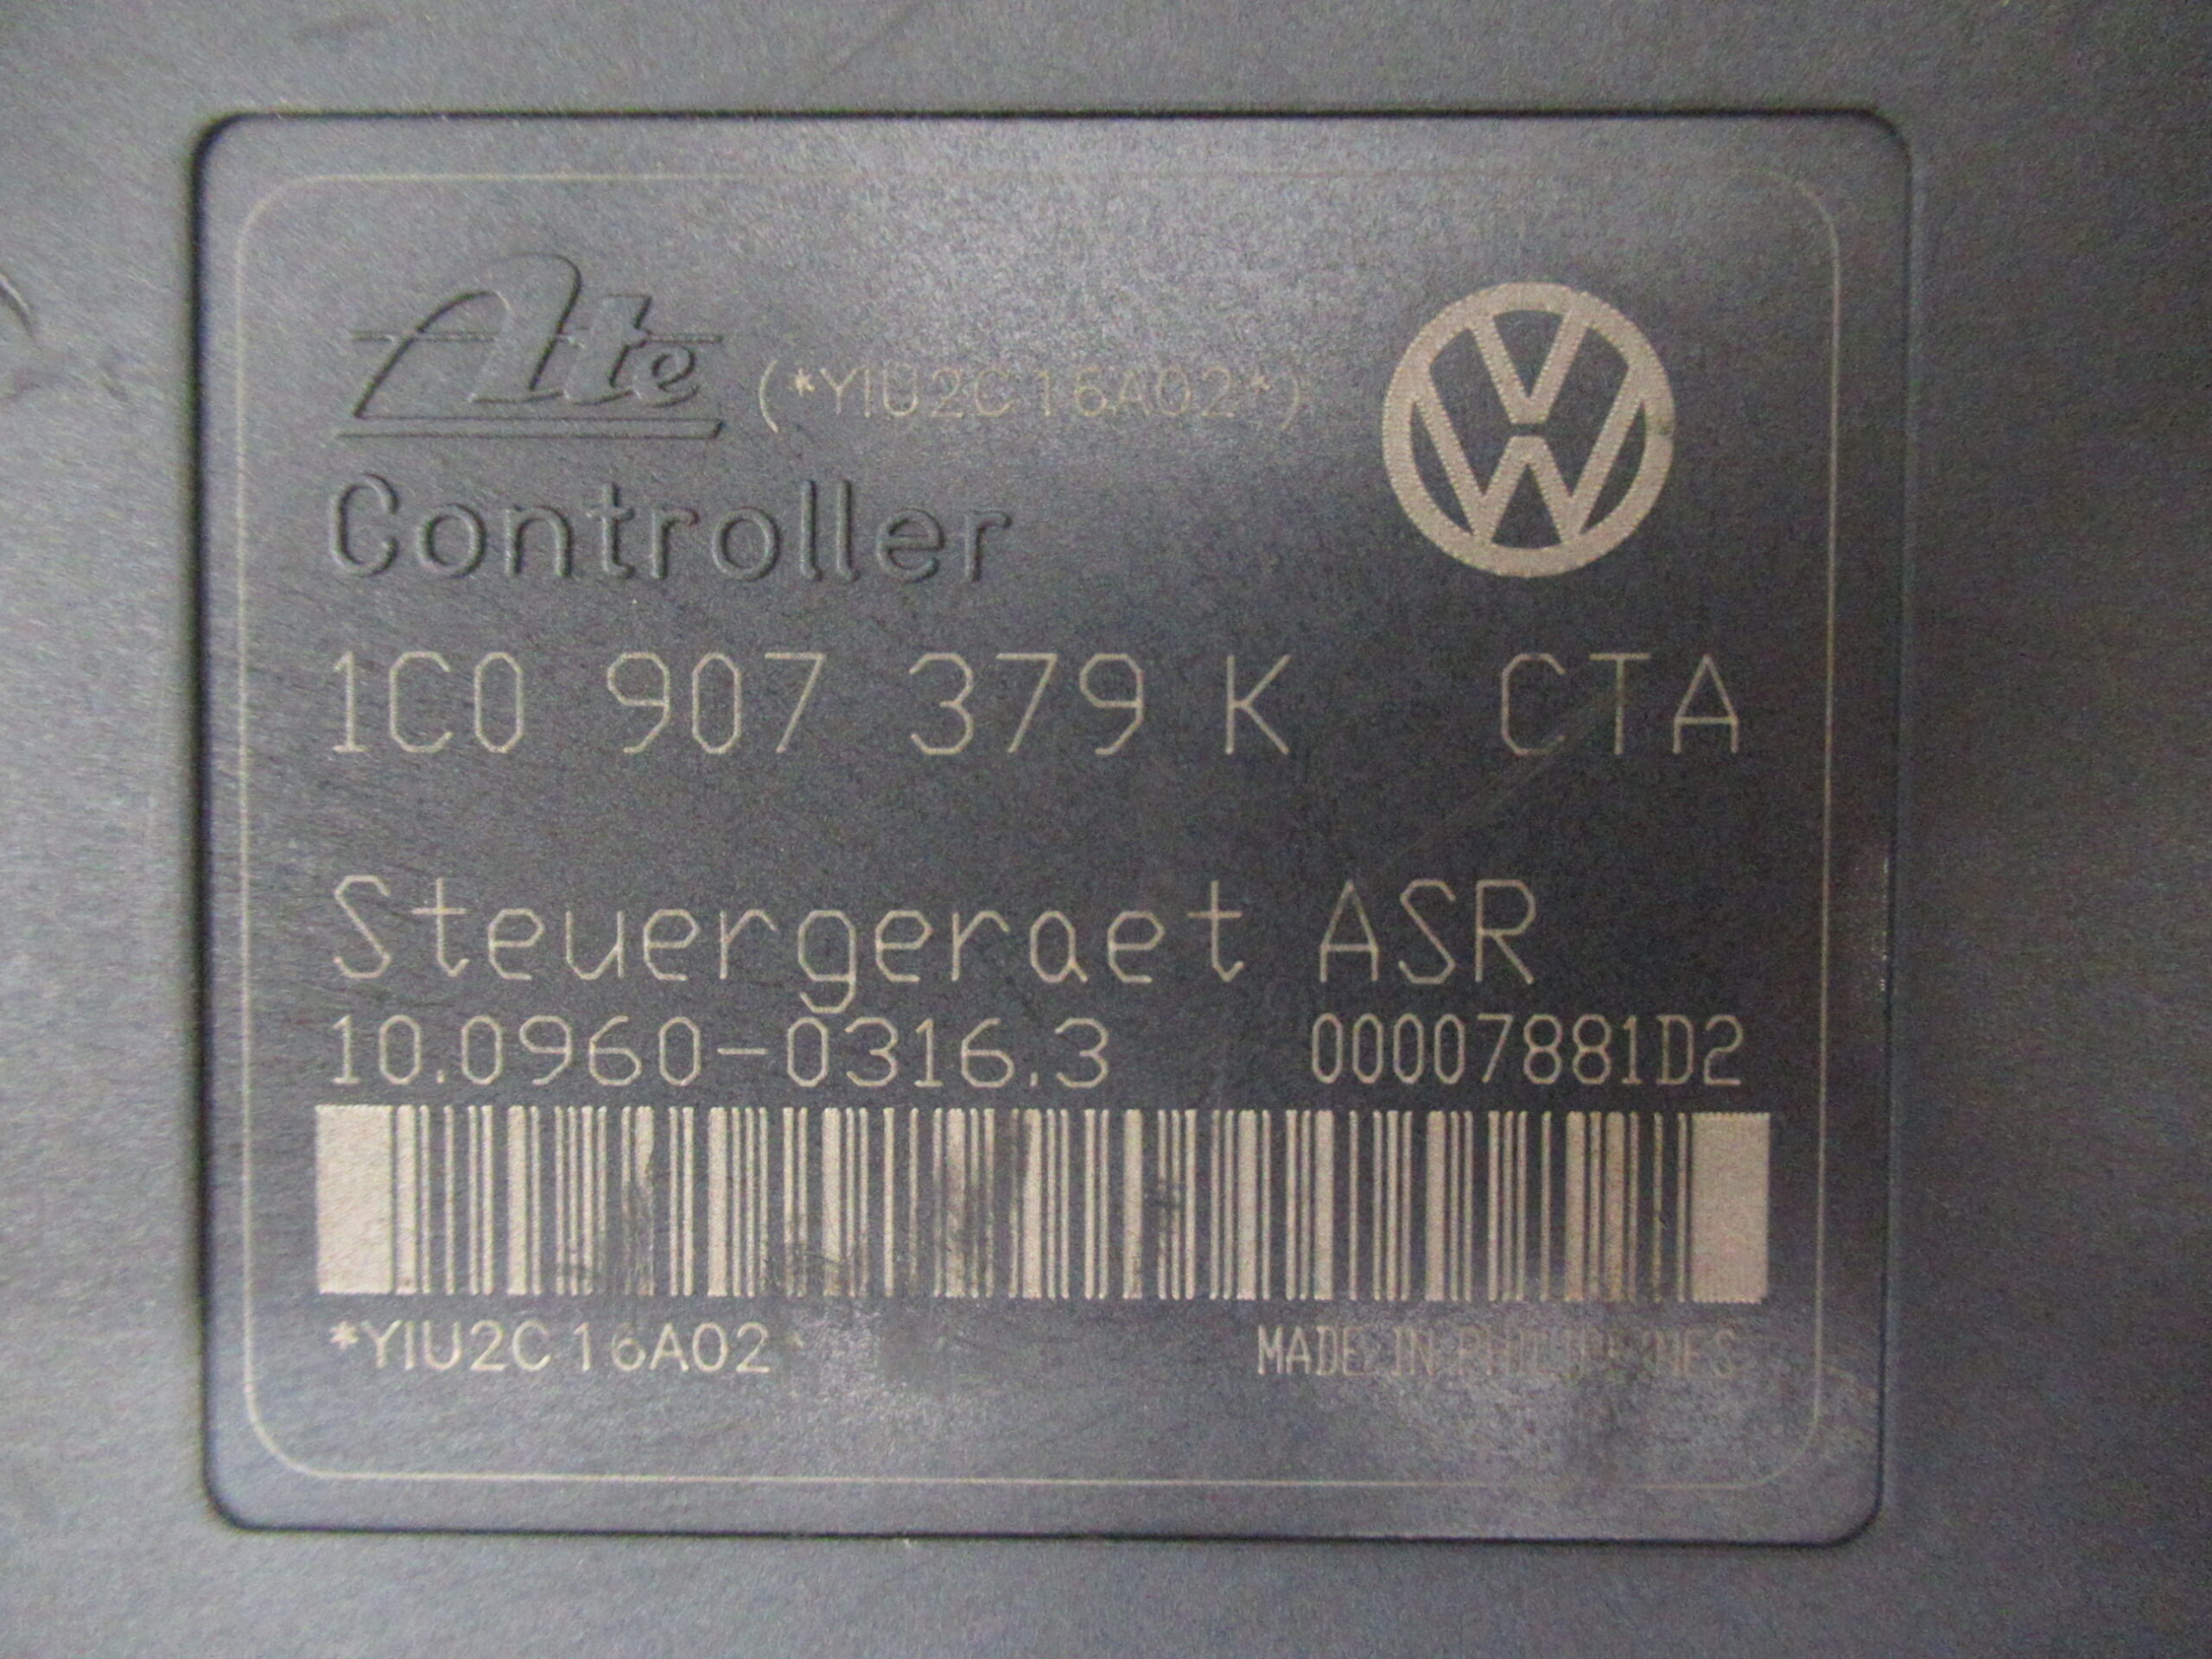 Ate (*YIU2C16A02*)
Controller
1C0 907 379 K CTA
Steuergeraet ASR
10.0960-0316.3 00007881D2
*YIU2C16A02* MADE IN PHILIPPINES